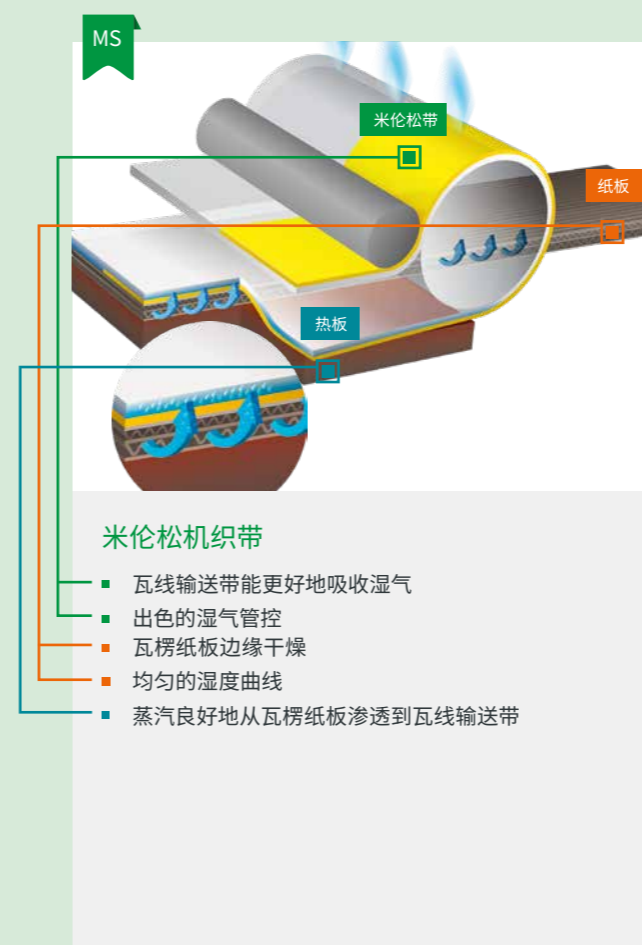 MS
米伦松带
纸板
热板
米伦松机织带
瓦线输送带能更好地吸收湿气
出色的湿气管控
瓦楞纸板边缘干燥
均匀的湿度曲线
蒸汽良好地从瓦楞纸板渗透到瓦线输送带